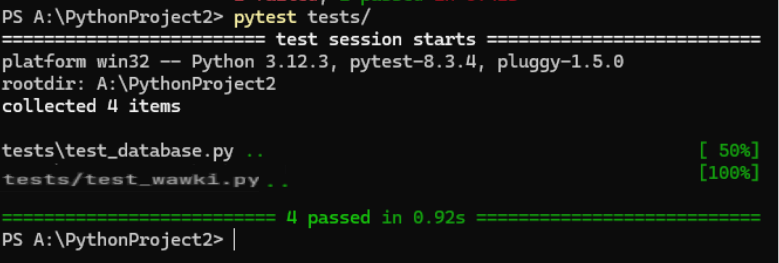 PS A:\PythonProject2> pytest tests/
========================= test session starts ==========================
platform win32 -- Python 3.12.3, pytest-8.3.4, pluggy-1.5.0
rootdir: A:\PythonProject2
collected 4 items
tests\test_database.py .. [ 50%]
tests/test_wawki.py .. [100%]
========================== 4 passed in 0.92s ===========================
PS A:\PythonProject2>